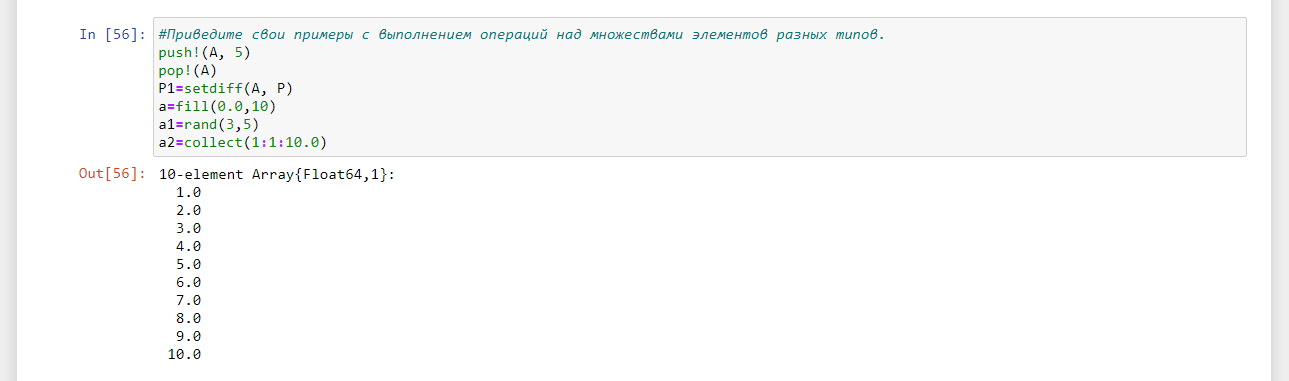 In [56]: #Приведите свои примеры с выполнением операций над множествами элементов разных типов.
push!(A, 5)
pop!(A)
P1=setdiff(A, P)
a=fill(0.0,10)
a1=rand(3,5)
a2=collect(1:1:10.0)
Out[56]: 10-element Array{Float64,1}:
1.0
2.0
3.0
4.0
5.0
6.0
7.0
8.0
9.0
10.0